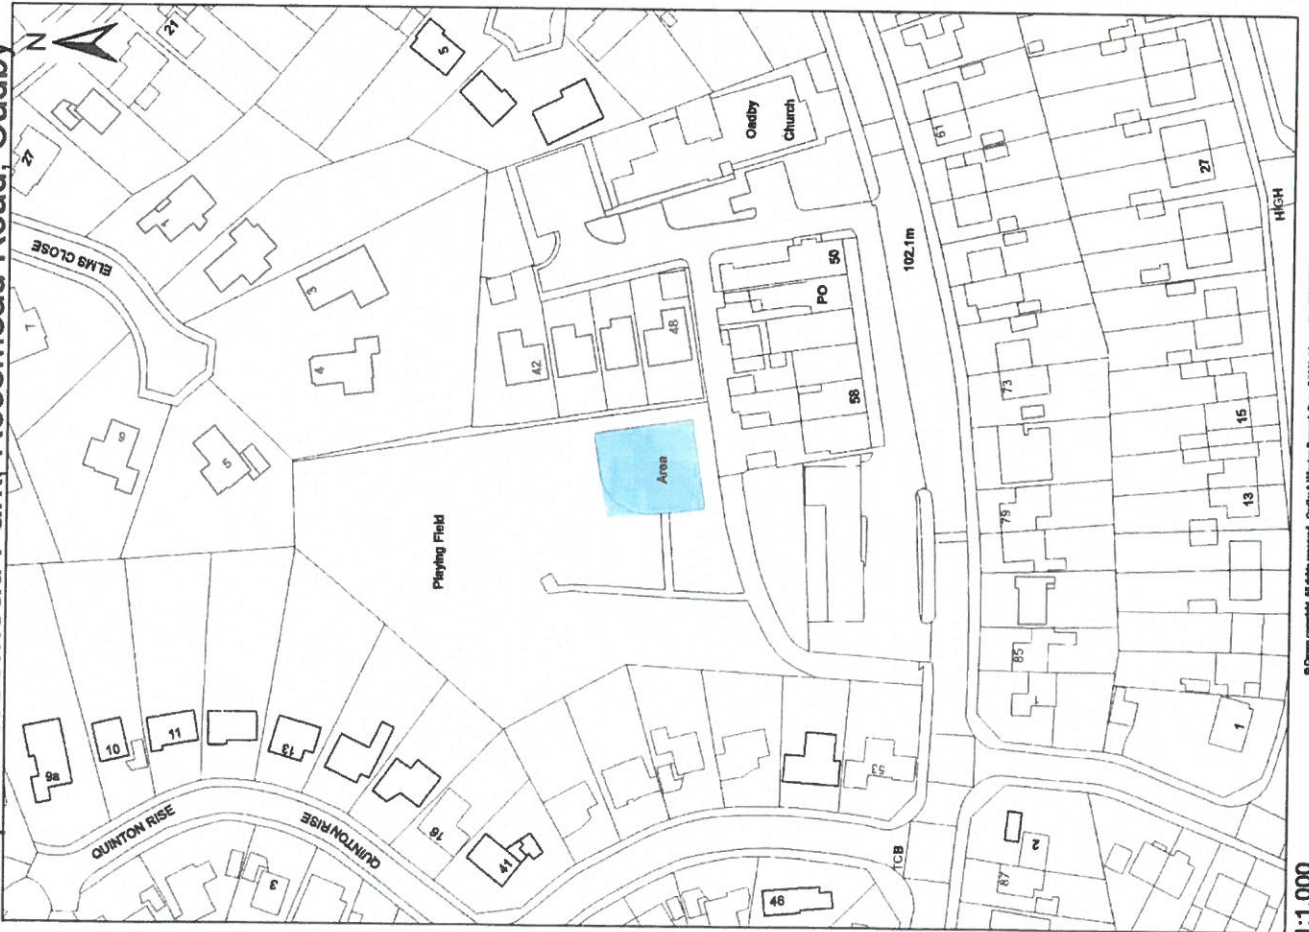 Oadby
N
21
27
5
ELMS CLOSE
7
3
4
9
5
Oadby
Church
61
27
HIGH
102.1m
50
PO
58
42
48
73
15
79
13
Area
Playing Field
85
1
9a
10
11
13
QUINTON RISE
QUINTON RISE
16
41
3
53
TCB
2
87
46
1:1,000